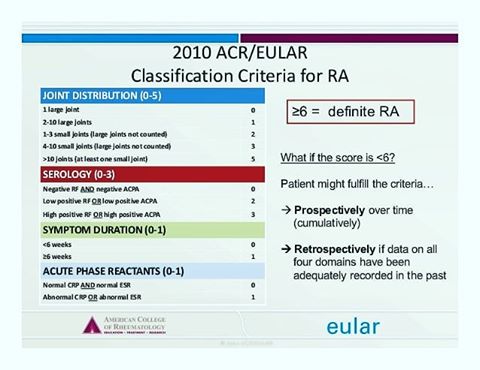 2010 ACR/EULAR
Classification Criteria for RA
JOINT DISTRIBUTION (0-5)
1 large joint 0
2-10 large joints 1
1-3 small joints (large joints not counted) 2
4-10 small joints (large joints not counted) 3
>10 joints (at least one small joint) 5
SEROLOGY (0-3)
Negative RF AND negative ACPA 0
Low positive RF OR low positive ACPA 2
High positive RF OR high positive ACPA 3
SYMPTOM DURATION (0-1)
<6 weeks 0
≥6 weeks 1
ACUTE PHASE REACTANTS (0-1)
Normal CRP AND normal ESR 0
Abnormal CRP OR abnormal ESR 1
≥6 = definite RA
What if the score is <6?
Patient might fulfill the criteria...
→ Prospectively over time
(cumulatively)
→ Retrospectively if data on all
four domains have been
adequately recorded in the past
AMERICAN COLLEGE
OF RHEUMATOLOGY
EDUCATION · TREATMENT · RESEARCH
eular